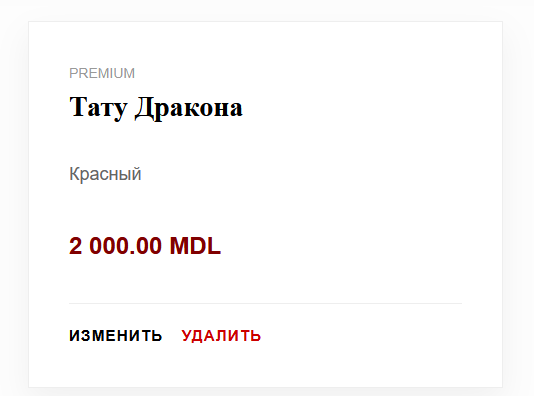 PREMIUM
Тату Дракона
Красный
2 000.00 MDL
ИЗМЕНИТЬ УДАЛИТЬ